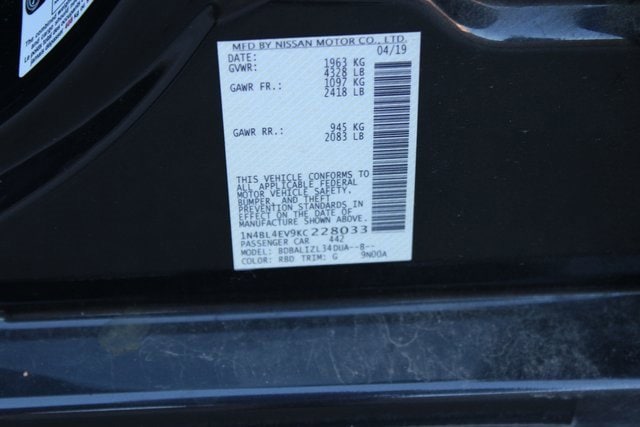 MFD BY NISSAN MOTOR CO., LTD.
DATE: 04/19
GVWR: 1963 KG
4328 LB
GAWR FR.: 1097 KG
2418 LB
GAWR RR.: 945 KG
2083 LB
THIS VEHICLE CONFORMS
TO ALL APPLICABLE FEDERAL
MOTOR VEHICLE SAFETY,
BUMPER, AND THEFT
PREVENTION STANDARDS IN
EFFECT ON THE DATE OF
MANUFACTURE SHOWN ABOVE.
1N4BL4EV9KC228033
PASSENGER CAR 442
MODEL: BDBALIZL34DUA--8--
COLOR: RBD TRIM: G 9N00A
The combined